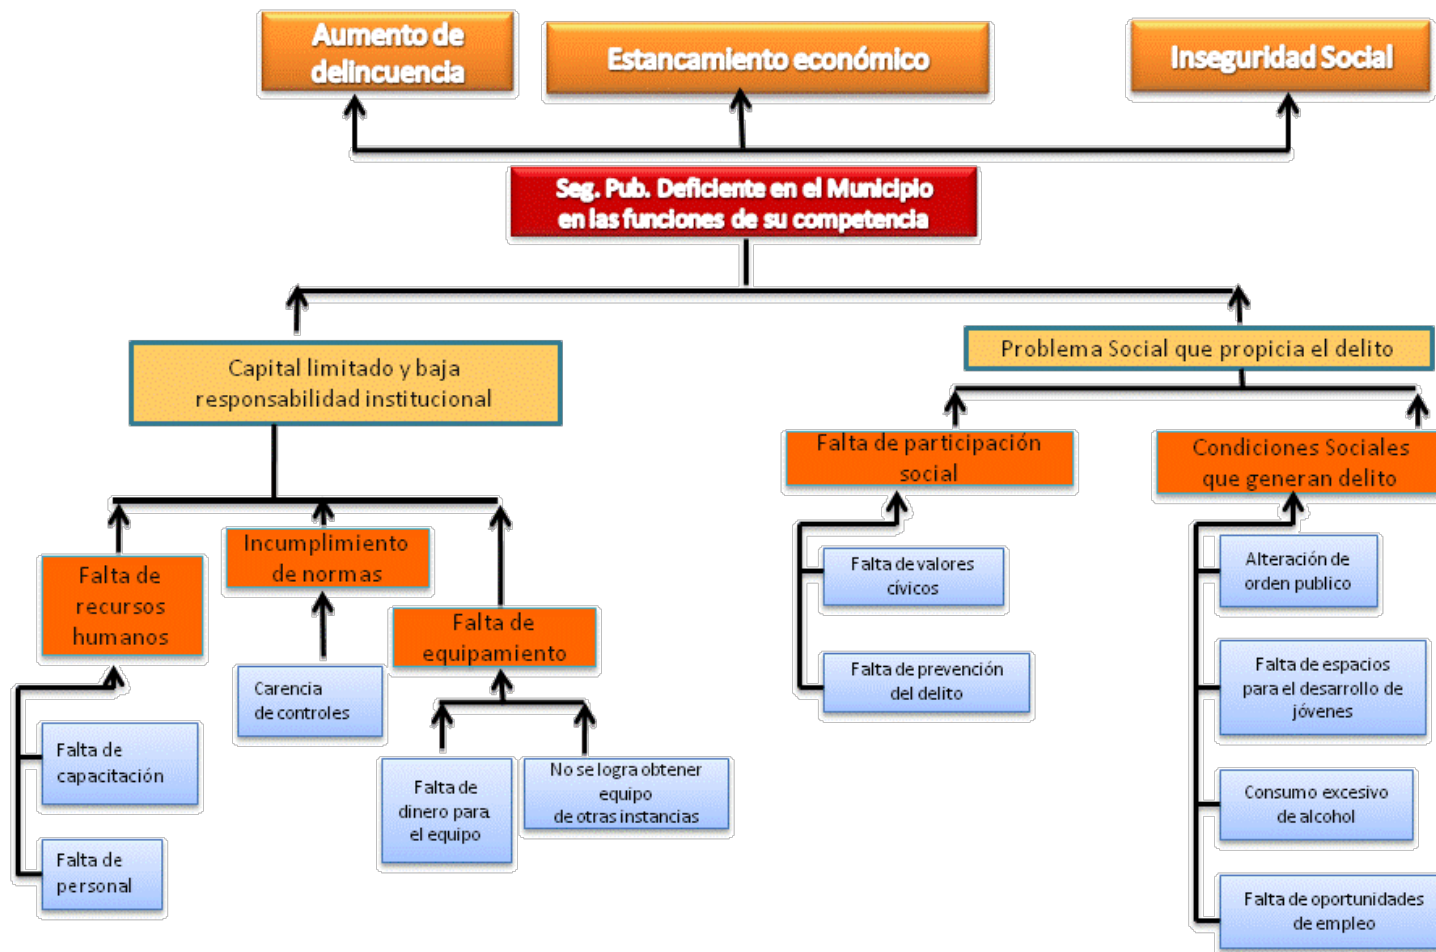 Aumento de
delincuencia
Estancamiento económico
Inseguridad Social
Seg. Pub. Deficiente en el Municipio
en las funciones de su competencia
Capital limitado y baja
responsabilidad institucional
Problema Social que propicia el delito
Falta de
recursos
humanos
Incumplimiento
de normas
Falta de
equipamiento
Falta de participación
social
Condiciones Sociales
que generan delito
Falta de
capacitación
Falta de
personal
Carencia
de controles
Falta de
dinero para
el equipo
No se logra obtener
equipo
de otras instancias
Falta de valores
cívicos
Falta de prevención
del delito
Alteración de
orden publico
Falta de espacios
para el desarrollo de
jóvenes
Consumo excesivo
de alcohol
Falta de oportunidades
de empleo